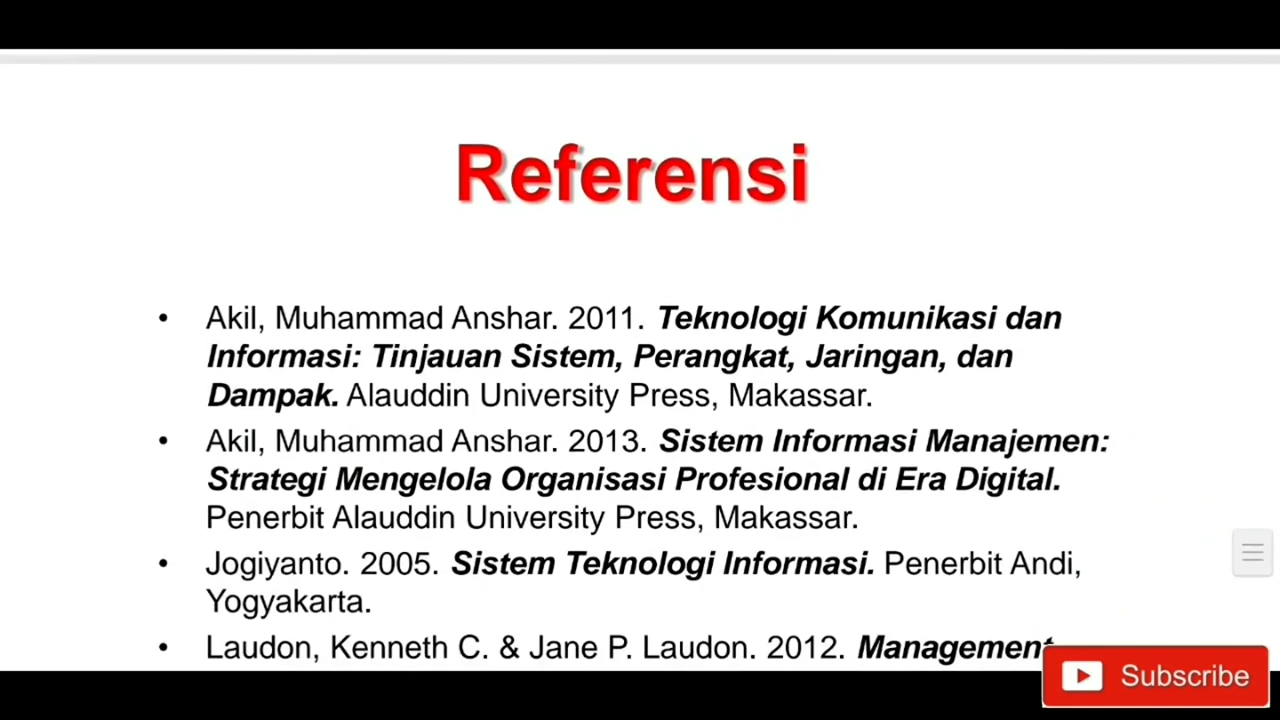 Referensi
• Akil, Muhammad Anshar. 2011. Teknologi Komunikasi dan
Informasi: Tinjauan Sistem, Perangkat, Jaringan, dan
Dampak. Alauddin University Press, Makassar.
• Akil, Muhammad Anshar. 2013. Sistem Informasi Manajemen:
Strategi Mengelola Organisasi Profesional di Era Digital.
Penerbit Alauddin University Press, Makassar.
• Jogiyanto. 2005. Sistem Teknologi Informasi. Penerbit Andi,
Yogyakarta.
• Laudon, Kenneth C. & Jane P. Laudon. 2012. Management
Subscribe